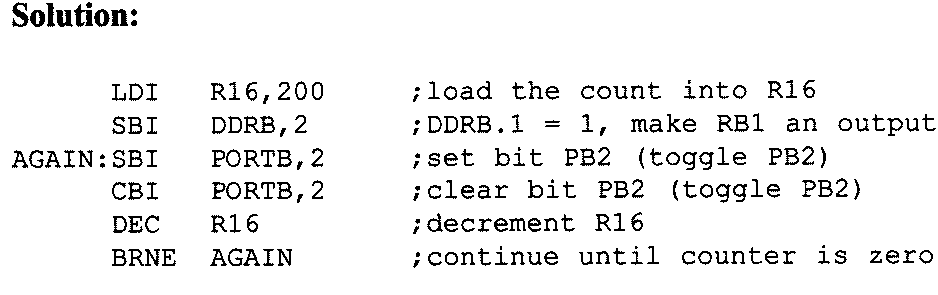 Solution:
LDI R16,200 ;load the count into R16
SBI DDRB,2 ;DDRB.1 = 1, make RB1 an output
AGAIN:SBI PORTB,2 ;set bit PB2 (toggle PB2)
CBI PORTB,2 ;clear bit PB2 (toggle PB2)
DEC R16 ;decrement R16
BRNE AGAIN ;continue until counter is zero